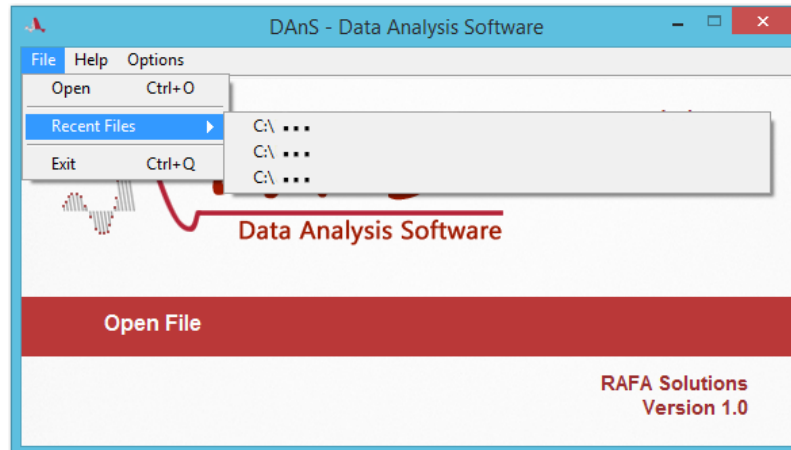 DAnS - Data Analysis Software
File Help Options
Open Ctrl+O
Recent Files
C:\ ...
C:\ ...
C:\ ...
Exit Ctrl+Q
Data Analysis Software
Open File
RAFA Solutions
Version 1.0